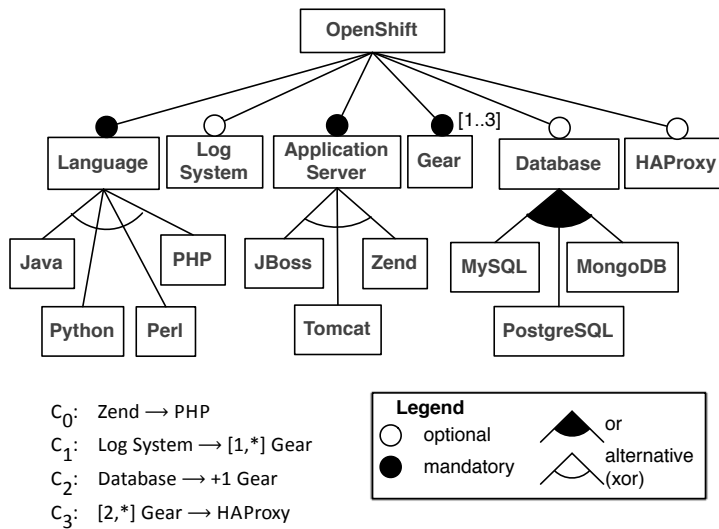 OpenShift
[1..3]
Language
Log
System
Application
Server
Gear
Database
HAProxy
Java
PHP
JBoss
Zend
MySQL
MongoDB
Python
Perl
Tomcat
PostgreSQL
C0: Zend → PHP
C1: Log System → [1,*] Gear
C2: Database → +1 Gear
C3: [2,*] Gear → HAProxy
Legend
optional
mandatory
or
alternative
(xor)